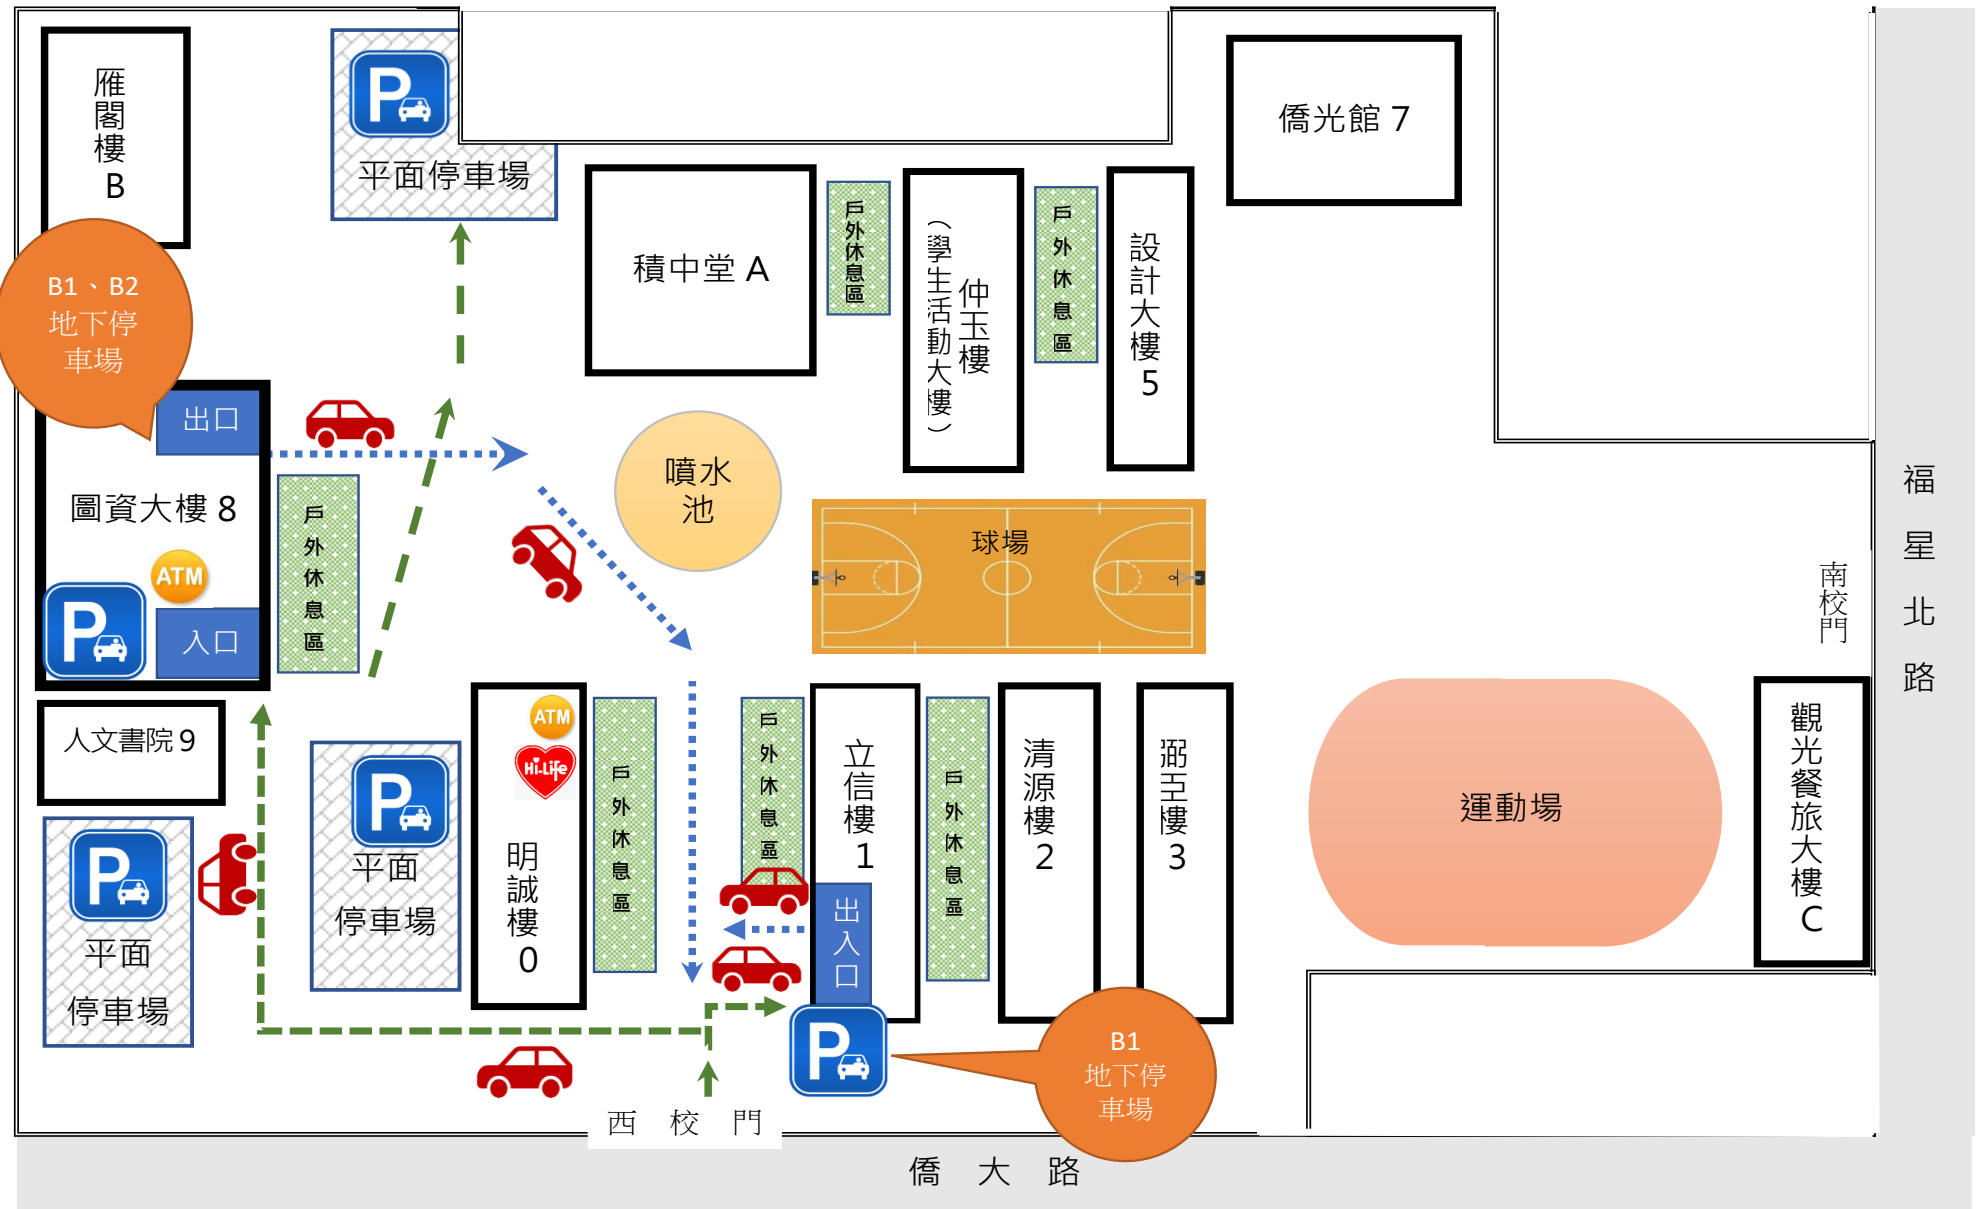 雁閣樓B
平面停車場
僑光館 7
積中堂 A
戶外休息區
仲玉樓
（學生活動大樓）
戶外休息區
設計大樓5
B1、B2
地下停
車場
出口
圖資大樓 8
ATM
入口
戶外休息區
噴水
池
球場
福星北路
南校門
人文書院 9
平面
停車場
平面
停車場
ATM
Hi-Life
明誠樓0
戶外休息區
戶外休息區
立信樓1
出入口
戶外休息區
清源樓2
弼亞樓3
運動場
觀光餐旅大樓C
B1
地下停
車場
西校門
僑大路
P
P
P
P
P